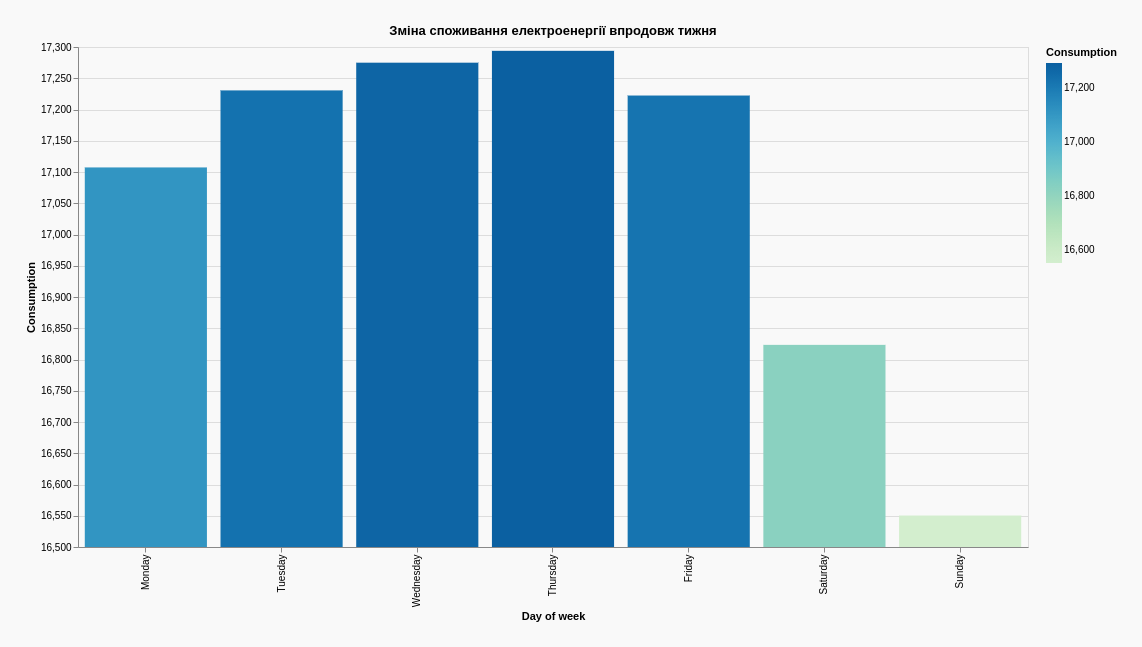 Зміна споживання електроенергії впродовж тижня
Consumption
17,300
17,250
17,200
17,150
17,100
17,050
17,000
16,950
16,900
16,850
16,800
16,750
16,700
16,650
16,600
16,550
16,500
Monday
Tuesday
Wednesday
Thursday
Friday
Saturday
Sunday
Day of week
Consumption
17,200
17,000
16,800
16,600